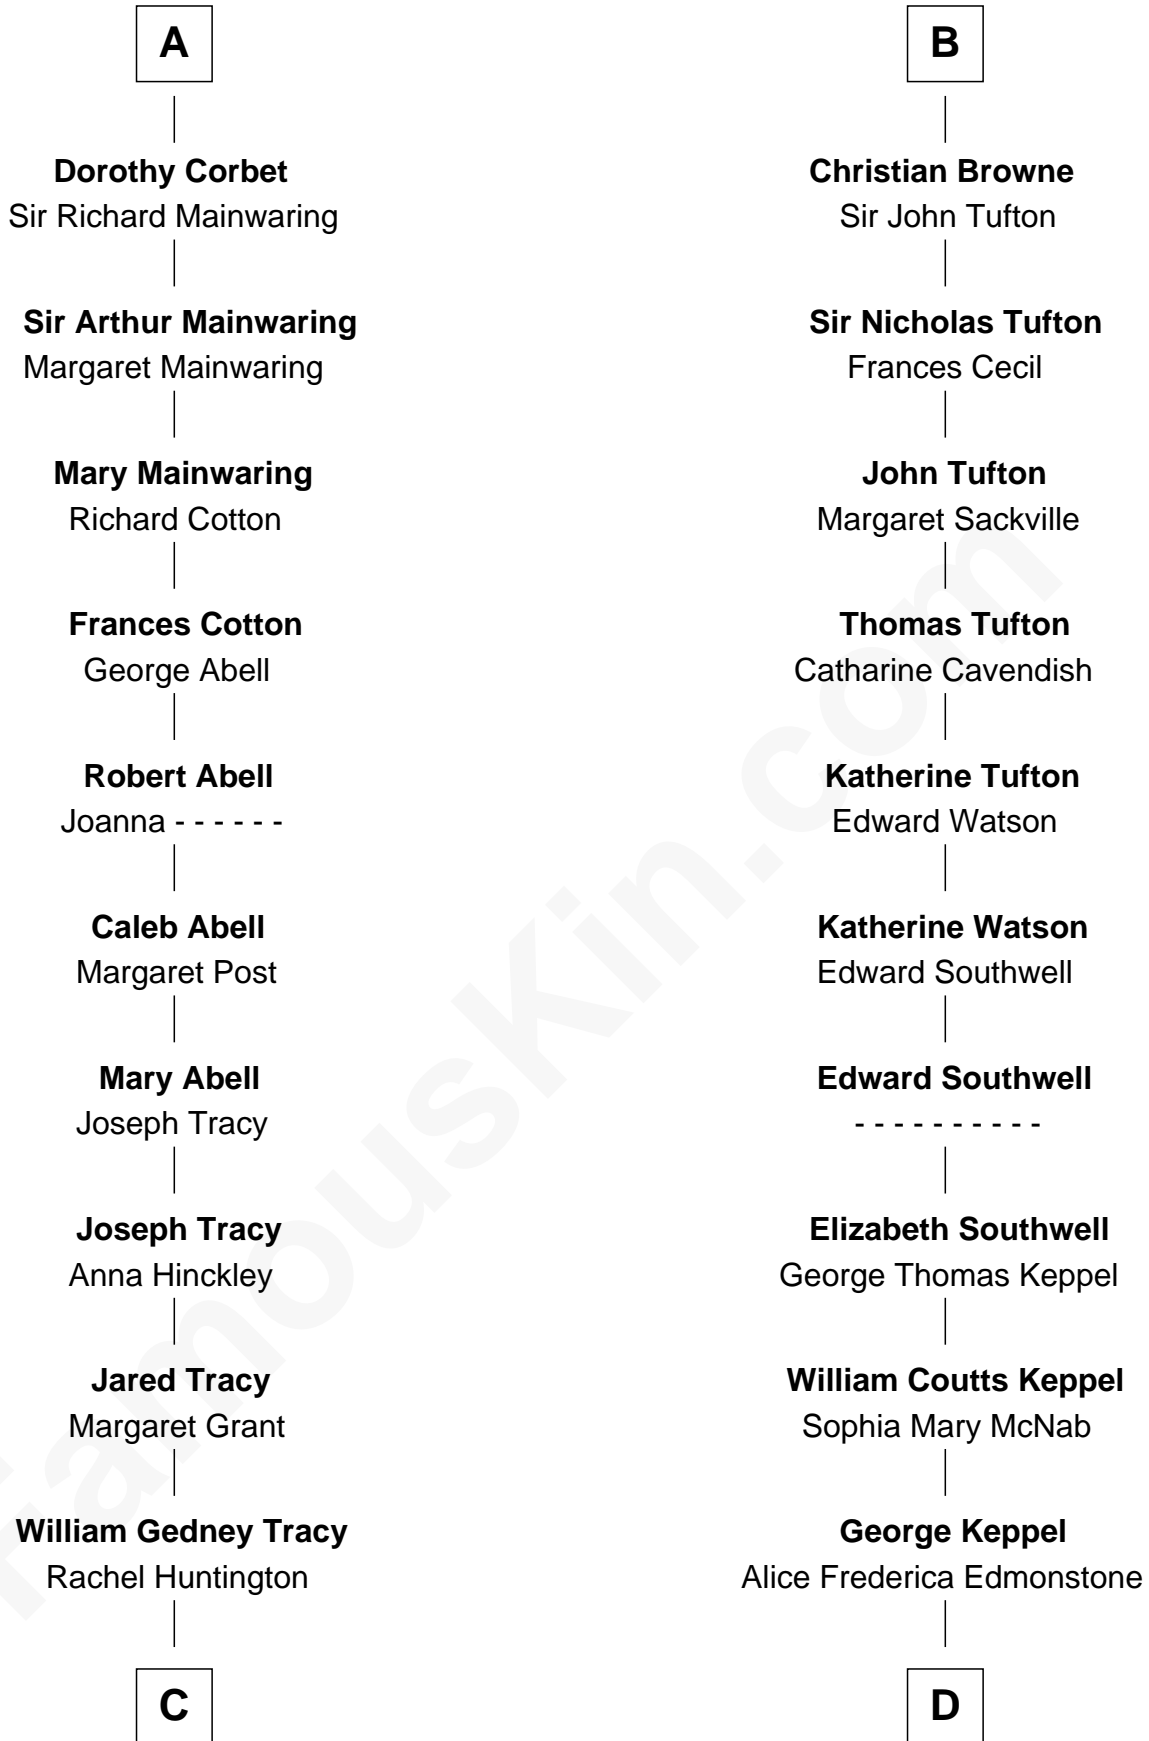 A
Dorothy Corbet
Sir Richard Mainwaring
Sir Arthur Mainwaring
Margaret Mainwaring
Mary Mainwaring
Richard Cotton
Frances Cotton
George Abell
Robert Abell
Joanna - - - - - -
Caleb Abell
Margaret Post
Mary Abell
Joseph Tracy
Joseph Tracy
Anna Hinckley
Jared Tracy
Margaret Grant
William Gedney Tracy
Rachel Huntington
C
B
Christian Browne
Sir John Tufton
Sir Nicholas Tufton
Frances Cecil
John Tufton
Margaret Sackville
Thomas Tufton
Catharine Cavendish
Katherine Tufton
Edward Watson
Katherine Watson
Edward Southwell
Edward Southwell
- - - - - - - - - -
Elizabeth Southwell
George Thomas Keppel
William Coutts Keppel
Sophia Mary McNab
George Keppel
Alice Frederica Edmonstone
D
FamousKin.com